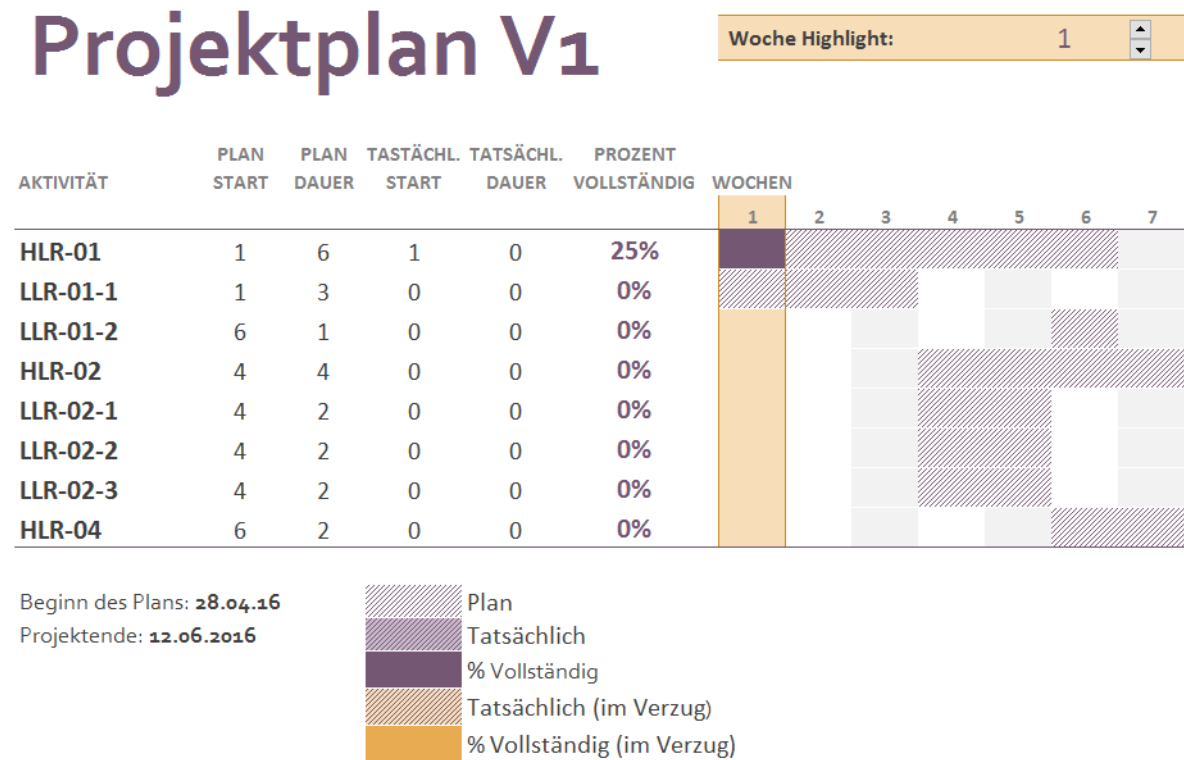 Projektplan V1
Woche Highlight: 1
PLAN PLAN TASTÄCHL. TATSÄCHL. PROZENT
AKTIVITÄT START DAUER START DAUER VOLLSTÄNDIG WOCHEN
1 2 3 4 5 6 7
HLR-01 1 6 1 0 25%
LLR-01-1 1 3 0 0 0%
LLR-01-2 6 1 0 0 0%
HLR-02 4 4 0 0 0%
LLR-02-1 4 2 0 0 0%
LLR-02-2 4 2 0 0 0%
LLR-02-3 4 2 0 0 0%
HLR-04 6 2 0 0 0%
Beginn des Plans: 28.04.16
Projektende: 12.06.2016
Plan
Tatsächlich
% Vollständig
Tatsächlich (im Verzug)
% Vollständig (im Verzug)